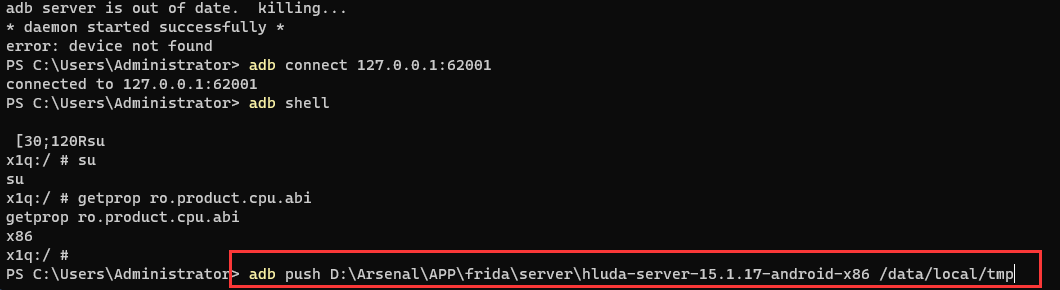 adb server is out of date.  killing...
* daemon started successfully *
error: device not found
PS C:\Users\Administrator> adb connect 127.0.0.1:62001
connected to 127.0.0.1:62001
PS C:\Users\Administrator> adb shell
[30;120Rsu
x1q:/ # su
su
x1q:/ # getprop ro.product.cpu.abi
getprop ro.product.cpu.abi
x86
x1q:/ #
PS C:\Users\Administrator> adb push D:\Arsenal\APP\frida\server\hluda-server-15.1.17-android-x86 /data/local/tmp